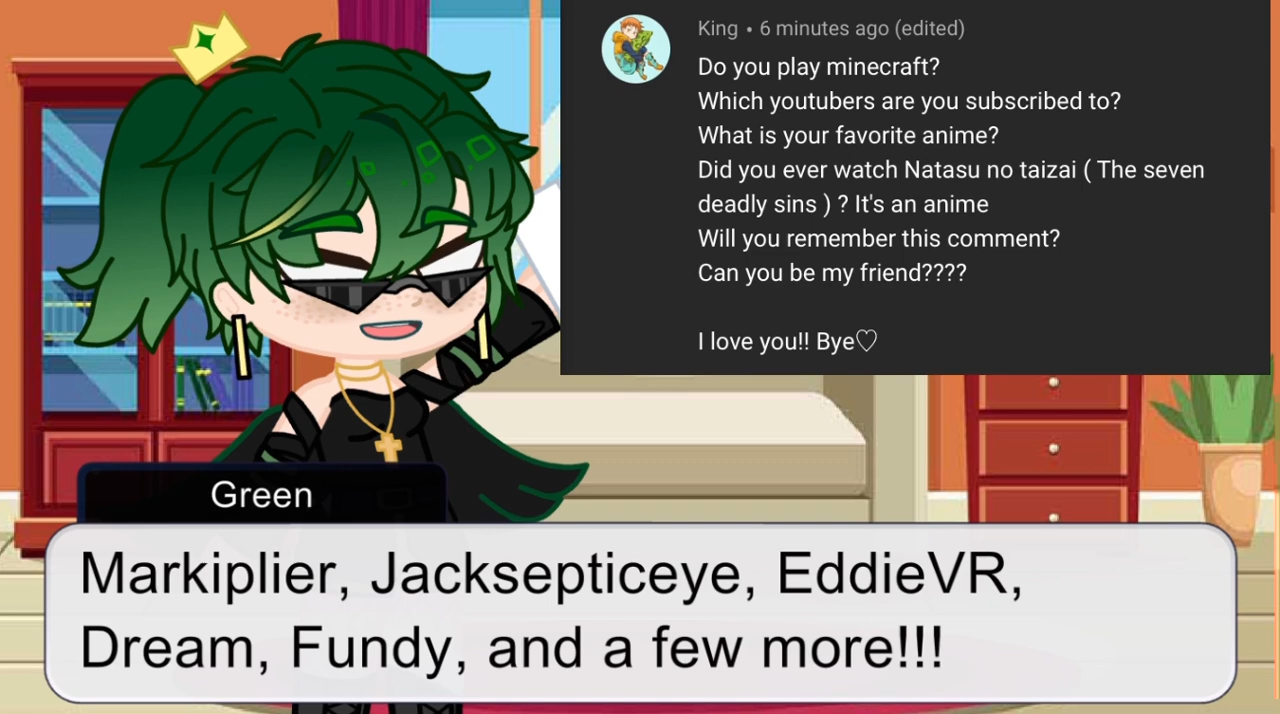 King • 6 minutes ago (edited)
Do you play minecraft?
Which youtubers are you subscribed to?
What is your favorite anime?
Did you ever watch Natasu no taizai ( The seven
deadly sins ) ? It's an anime
Will you remember this comment?
Can you be my friend????
I love you!! Bye♡
Green
Markiplier, Jacksepticeye, EddieVR,
Dream, Fundy, and a few more!!!